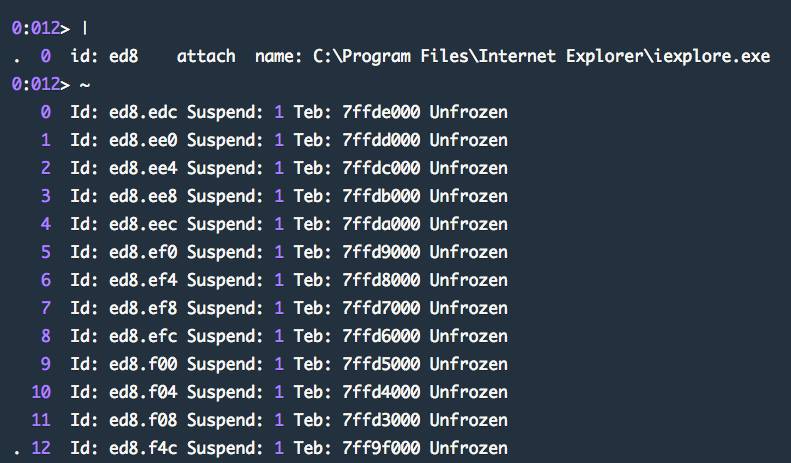 0:012> |
. 0 id: ed8 attach name: C:\Program Files\Internet Explorer\iexplore.exe
0:012> ~
0 Id: ed8.edc Suspend: 1 Teb: 7ffde000 Unfrozen
1 Id: ed8.ee0 Suspend: 1 Teb: 7ffdd000 Unfrozen
2 Id: ed8.ee4 Suspend: 1 Teb: 7ffdc000 Unfrozen
3 Id: ed8.ee8 Suspend: 1 Teb: 7ffdb000 Unfrozen
4 Id: ed8.eec Suspend: 1 Teb: 7ffda000 Unfrozen
5 Id: ed8.ef0 Suspend: 1 Teb: 7ffd9000 Unfrozen
6 Id: ed8.ef4 Suspend: 1 Teb: 7ffd8000 Unfrozen
7 Id: ed8.ef8 Suspend: 1 Teb: 7ffd7000 Unfrozen
8 Id: ed8.efc Suspend: 1 Teb: 7ffd6000 Unfrozen
9 Id: ed8.f00 Suspend: 1 Teb: 7ffd5000 Unfrozen
10 Id: ed8.f04 Suspend: 1 Teb: 7ffd4000 Unfrozen
11 Id: ed8.f08 Suspend: 1 Teb: 7ffd3000 Unfrozen
. 12 Id: ed8.f4c Suspend: 1 Teb: 7ff9f000 Unfrozen